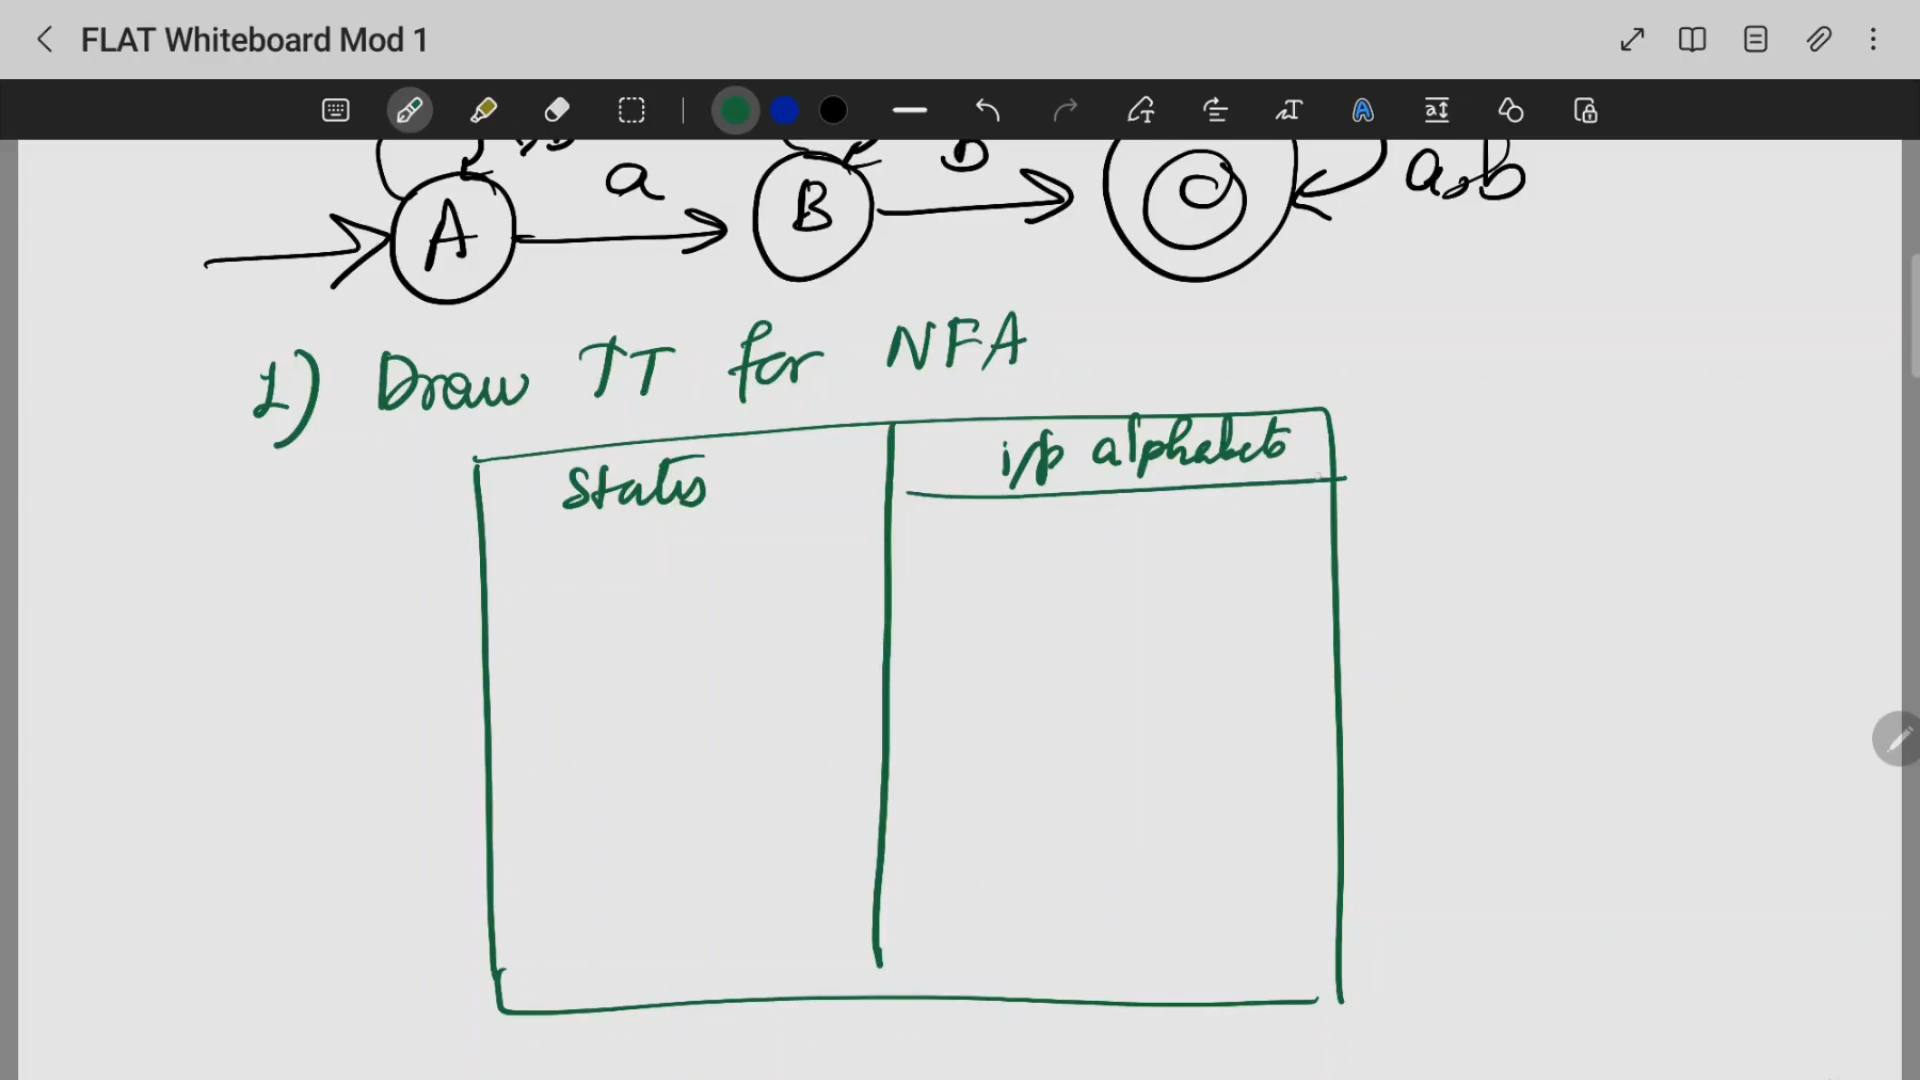 FLAT Whiteboard Mod 1
a b a,b
A B C
1) Draw TT for NFA
States i/p alphabets